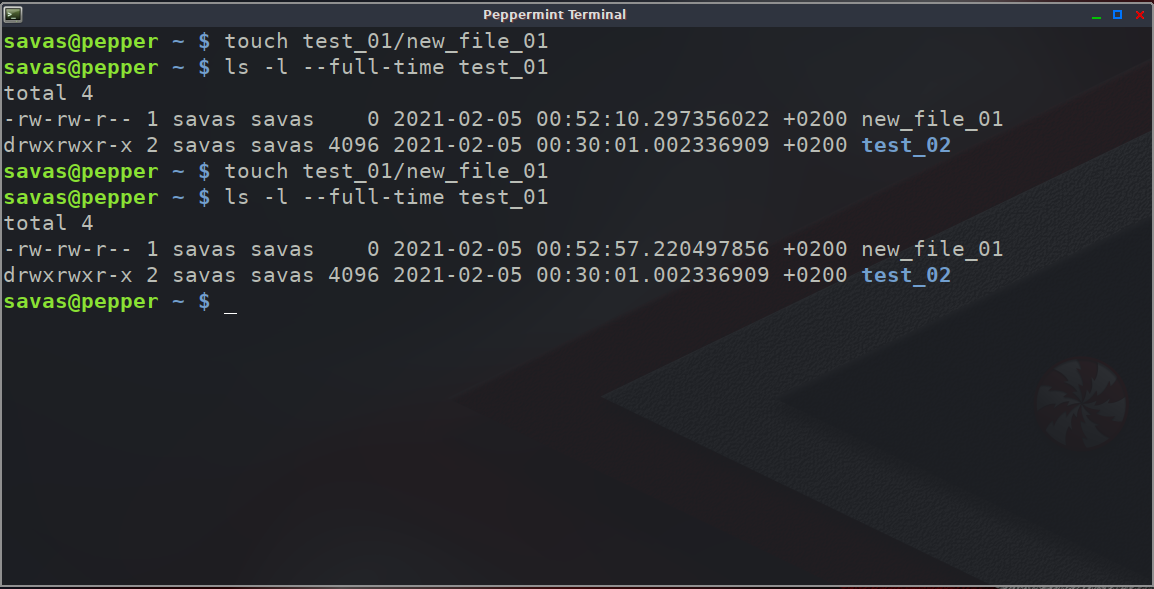 Peppermint Terminal
savas@pepper ~ $ touch test_01/new_file_01
savas@pepper ~ $ ls -l --full-time test_01
total 4
-rw-rw-r-- 1 savas savas    0 2021-02-05 00:52:10.297356022 +0200 new_file_01
drwxrwxr-x 2 savas savas 4096 2021-02-05 00:30:01.002336909 +0200 test_02
savas@pepper ~ $ touch test_01/new_file_01
savas@pepper ~ $ ls -l --full-time test_01
total 4
-rw-rw-r-- 1 savas savas    0 2021-02-05 00:52:57.220497856 +0200 new_file_01
drwxrwxr-x 2 savas savas 4096 2021-02-05 00:30:01.002336909 +0200 test_02
savas@pepper ~ $ _